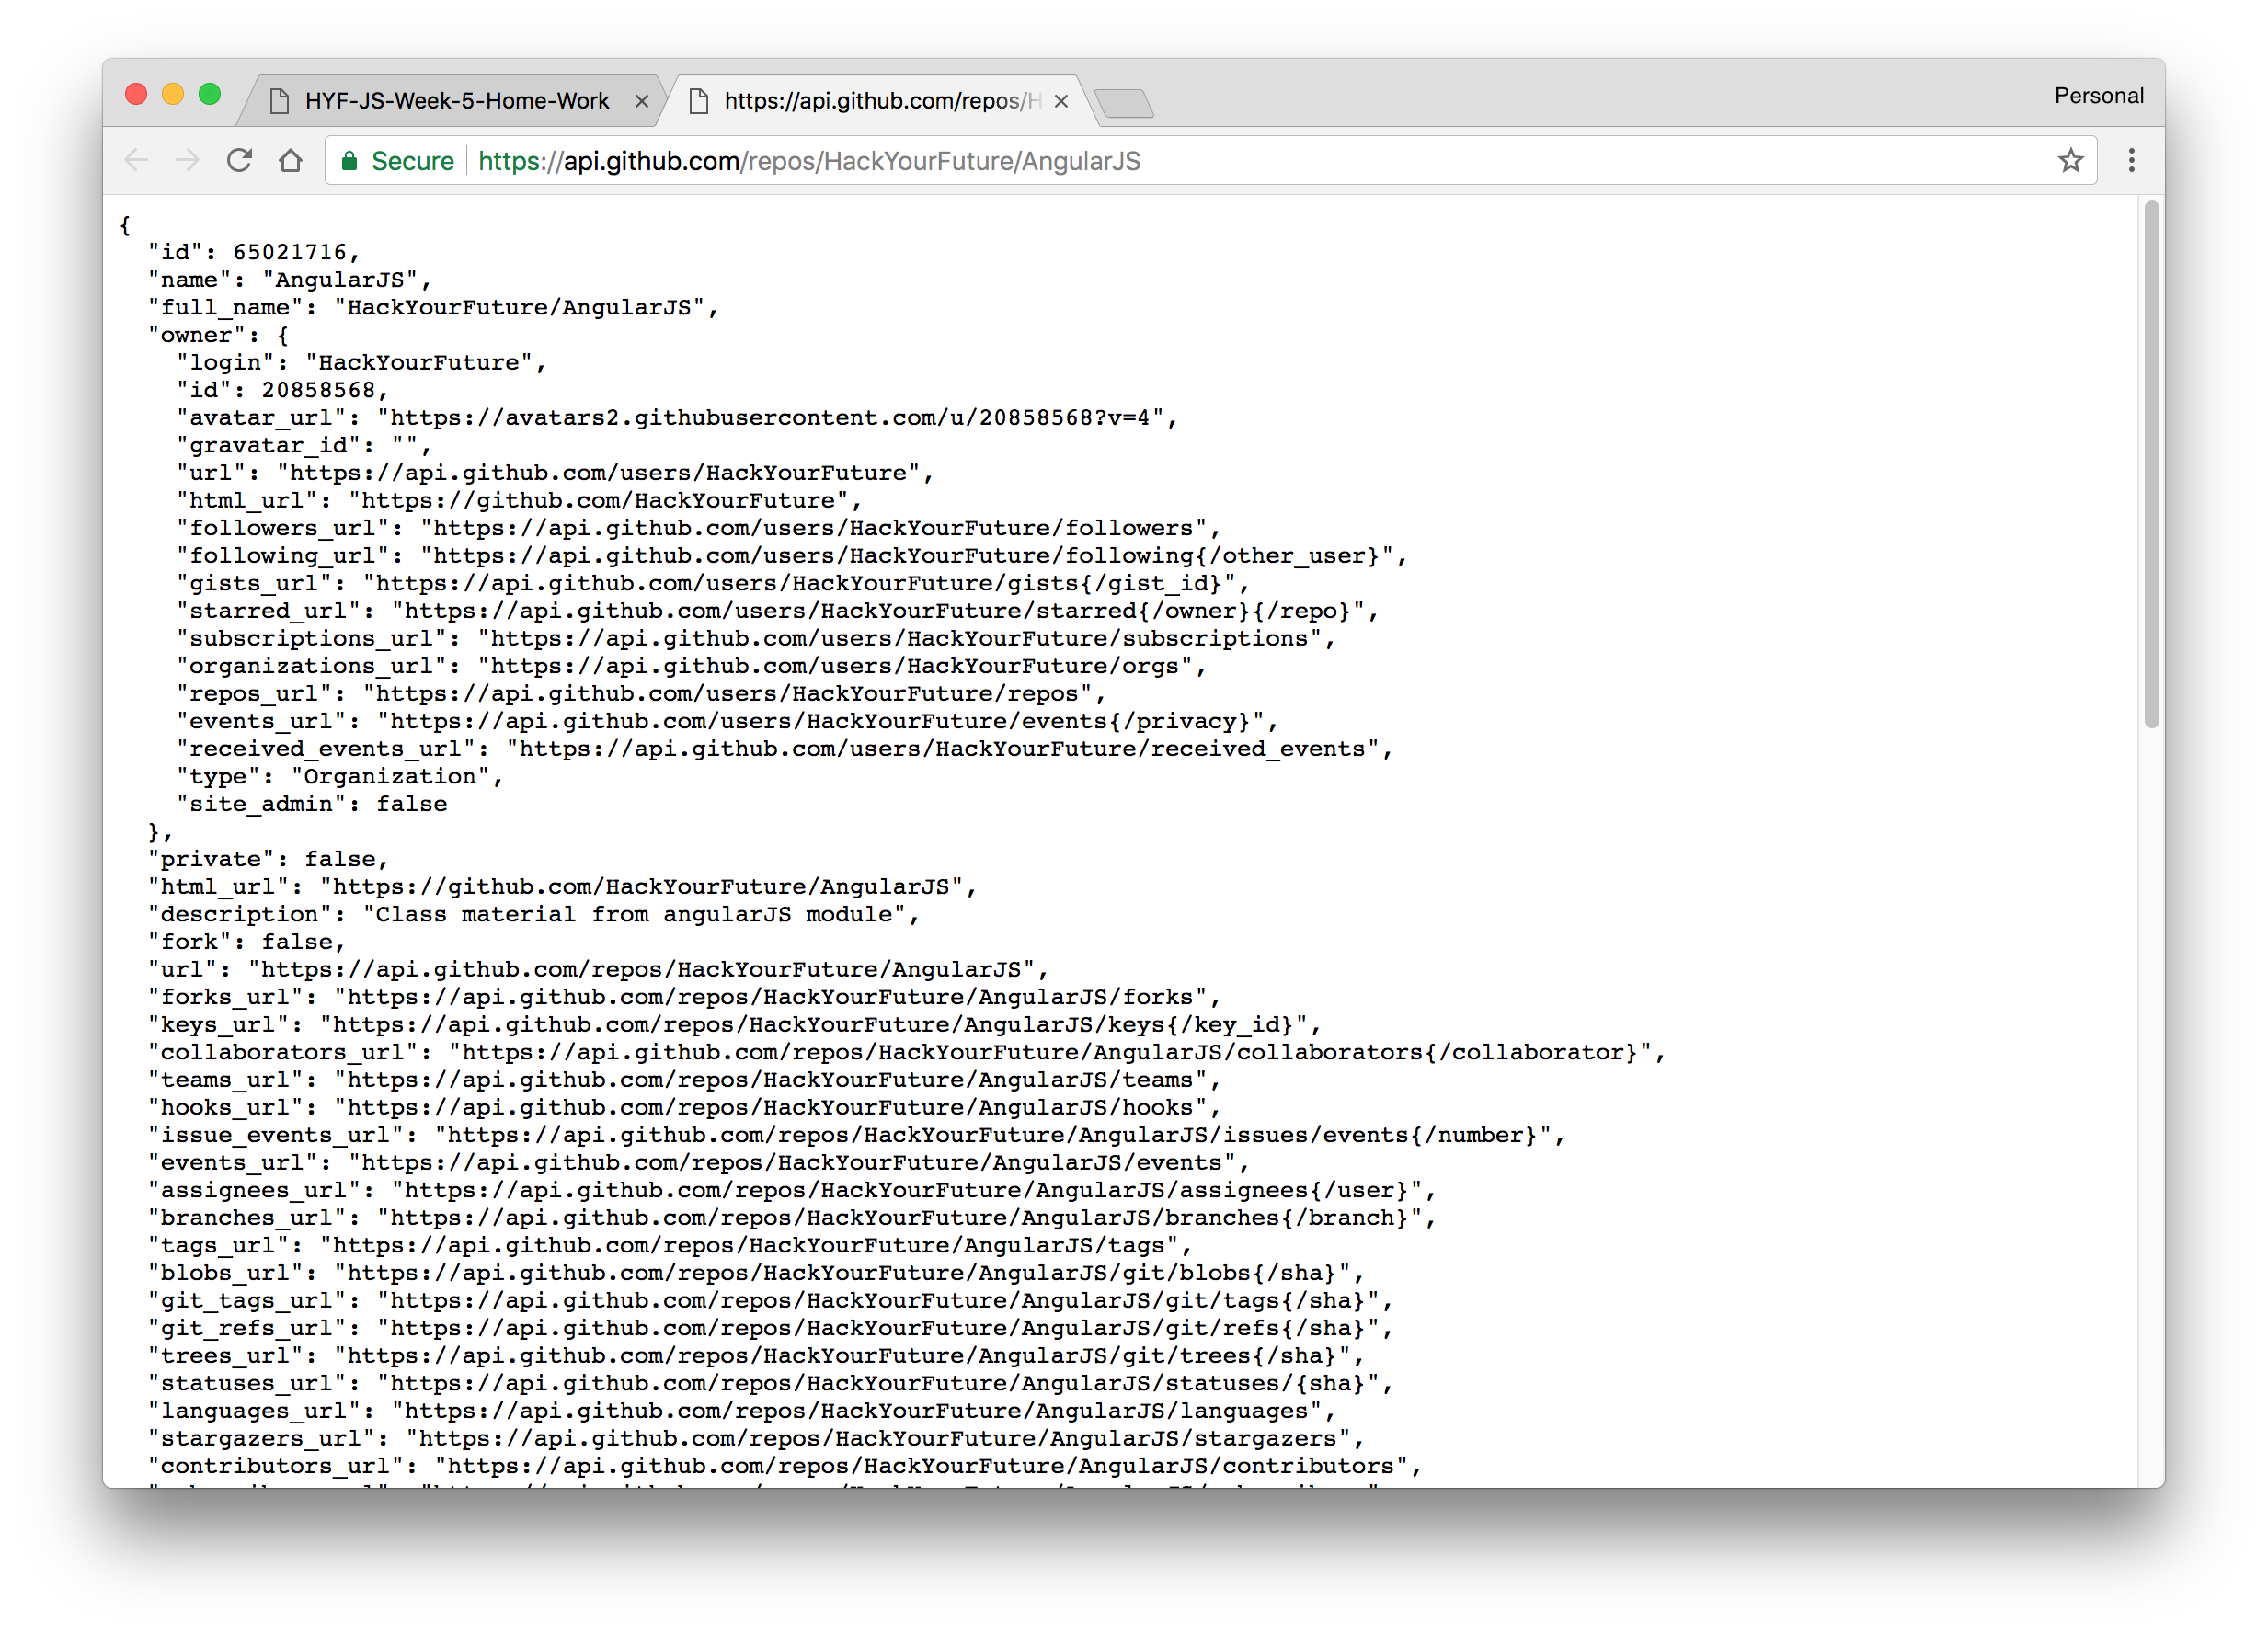 HYF-JS-Week-5-Home-Work
https://api.github.com/repos/H
Personal
Secure https://api.github.com/repos/HackYourFuture/AngularJS
{
  "id": 65021716,
  "name": "AngularJS",
  "full_name": "HackYourFuture/AngularJS",
  "owner": {
    "login": "HackYourFuture",
    "id": 20858568,
    "avatar_url": "https://avatars2.githubusercontent.com/u/20858568?v=4",
    "gravatar_id": "",
    "url": "https://api.github.com/users/HackYourFuture",
    "html_url": "https://github.com/HackYourFuture",
    "followers_url": "https://api.github.com/users/HackYourFuture/followers",
    "following_url": "https://api.github.com/users/HackYourFuture/following{/other_user}",
    "gists_url": "https://api.github.com/users/HackYourFuture/gists{/gist_id}",
    "starred_url": "https://api.github.com/users/HackYourFuture/starred{/owner}{/repo}",
    "subscriptions_url": "https://api.github.com/users/HackYourFuture/subscriptions",
    "organizations_url": "https://api.github.com/users/HackYourFuture/orgs",
    "repos_url": "https://api.github.com/users/HackYourFuture/repos",
    "events_url": "https://api.github.com/users/HackYourFuture/events{/privacy}",
    "received_events_url": "https://api.github.com/users/HackYourFuture/received_events",
    "type": "Organization",
    "site_admin": false
  },
  "private": false,
  "html_url": "https://github.com/HackYourFuture/AngularJS",
  "description": "Class material from angularJS module",
  "fork": false,
  "url": "https://api.github.com/repos/HackYourFuture/AngularJS",
  "forks_url": "https://api.github.com/repos/HackYourFuture/AngularJS/forks",
  "keys_url": "https://api.github.com/repos/HackYourFuture/AngularJS/keys{/key_id}",
  "collaborators_url": "https://api.github.com/repos/HackYourFuture/AngularJS/collaborators{/collaborator}",
  "teams_url": "https://api.github.com/repos/HackYourFuture/AngularJS/teams",
  "hooks_url": "https://api.github.com/repos/HackYourFuture/AngularJS/hooks",
  "issue_events_url": "https://api.github.com/repos/HackYourFuture/AngularJS/issues/events{/number}",
  "events_url": "https://api.github.com/repos/HackYourFuture/AngularJS/events",
  "assignees_url": "https://api.github.com/repos/HackYourFuture/AngularJS/assignees{/user}",
  "branches_url": "https://api.github.com/repos/HackYourFuture/AngularJS/branches{/branch}",
  "tags_url": "https://api.github.com/repos/HackYourFuture/AngularJS/tags",
  "blobs_url": "https://api.github.com/repos/HackYourFuture/AngularJS/git/blobs{/sha}",
  "git_tags_url": "https://api.github.com/repos/HackYourFuture/AngularJS/git/tags{/sha}",
  "git_refs_url": "https://api.github.com/repos/HackYourFuture/AngularJS/git/refs{/sha}",
  "trees_url": "https://api.github.com/repos/HackYourFuture/AngularJS/git/trees{/sha}",
  "statuses_url": "https://api.github.com/repos/HackYourFuture/AngularJS/statuses/{sha}",
  "languages_url": "https://api.github.com/repos/HackYourFuture/AngularJS/languages",
  "stargazers_url": "https://api.github.com/repos/HackYourFuture/AngularJS/stargazers",
  "contributors_url": "https://api.github.com/repos/HackYourFuture/AngularJS/contributors",